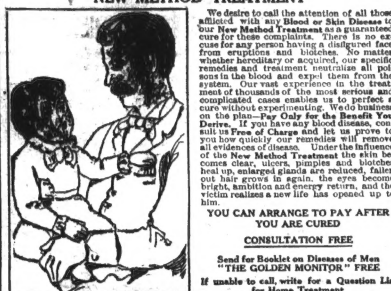 NEW METHOD TREATMENT
We desire to call the attention of all those
afflicted with any Blood or Skin Disease to
our New Method Treatment as a guaranteed
cure for these complaints. There is no ex-
cuse for any person having a disfigured face
from eruptions and blotches. No matter
whether hereditary or acquired, our specific
remedies and treatment neutralize all poi-
sons in the blood and expel them from the
system. Our vast experience in the treat-
ment of thousands of the most serious and
complicated cases enables us to perfect a
cure without experimenting. We do business
on the plan—Pay Only for the Benefit You
Derive. If you have any blood disease, con-
sult us Free of Charge and let us prove to
you how quickly our remedies will remove
all evidences of disease. Under the influence
of the New Method Treatment the skin be-
comes clear, ulcers, pimples and blotches
heal up, enlarged glands are reduced, fallen
out hair grows in again, the eyes become
bright, ambition and energy return, and the
victim realizes a new life has opened up to
him.
YOU CAN ARRANGE TO PAY AFTER
YOU ARE CURED
CONSULTATION FREE
Send for Booklet on Diseases of Men
"THE GOLDEN MONITOR" FREE
If unable to call, write for a Question List
for Home Treatment